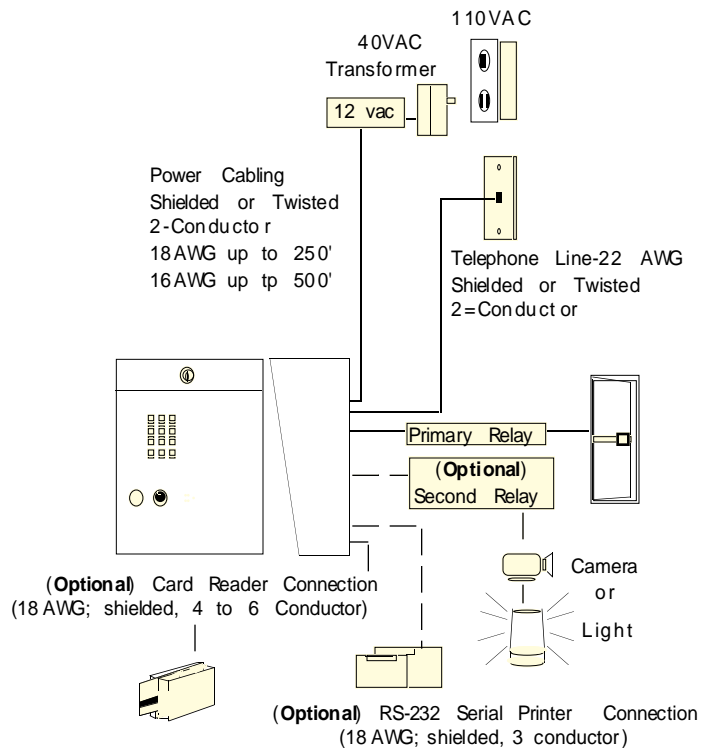 110VAC
40VAC
Transformer
12 vac
Power Cabling
Shielded or Twisted
2-Conductor
18AWG up to 250'
16AWG up tp 500'
Telephone Line-22 AWG
Shielded or Twisted
2=Conductor
Primary Relay
(Optional)
Second Relay
Camera
or
Light
(Optional) Card Reader Connection
(18 AWG; shielded, 4 to 6 Conductor)
(Optional) RS-232 Serial Printer Connection
(18 AWG; shielded, 3 conductor)